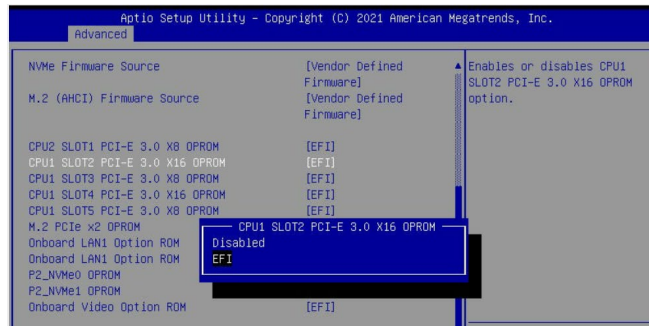 Aptio Setup Utility – Copyright (C) 2021 American Megatrends, Inc.
Advanced
NVMe Firmware Source [Vendor Defined Firmware]
M.2 (AHCI) Firmware Source [Vendor Defined Firmware]
CPU2 SLOT1 PCI-E 3.0 X8 OPROM [EFI]
CPU1 SLOT2 PCI-E 3.0 X16 OPROM [EFI]
CPU1 SLOT3 PCI-E 3.0 X8 OPROM [EFI]
CPU1 SLOT4 PCI-E 3.0 X16 OPROM [EFI]
CPU1 SLOT5 PCI-E 3.0 X8 OPROM [EFI]
M.2 PCIe x2 OPROM
Onboard LAN1 Option ROM
Onboard LAN1 Option ROM
P2_NVMe0 OPROM
P2_NVMe1 OPROM
Onboard Video Option ROM [EFI]
CPU1 SLOT2 PCI-E 3.0 X16 OPROM
Disabled
EFI
Enables or disables CPU1
SLOT2 PCI-E 3.0 X16 OPROM
option.